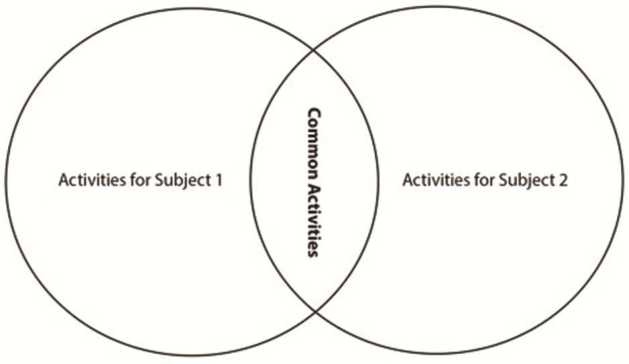 Activities for Subject 1
Common Activities
Activities for Subject 2